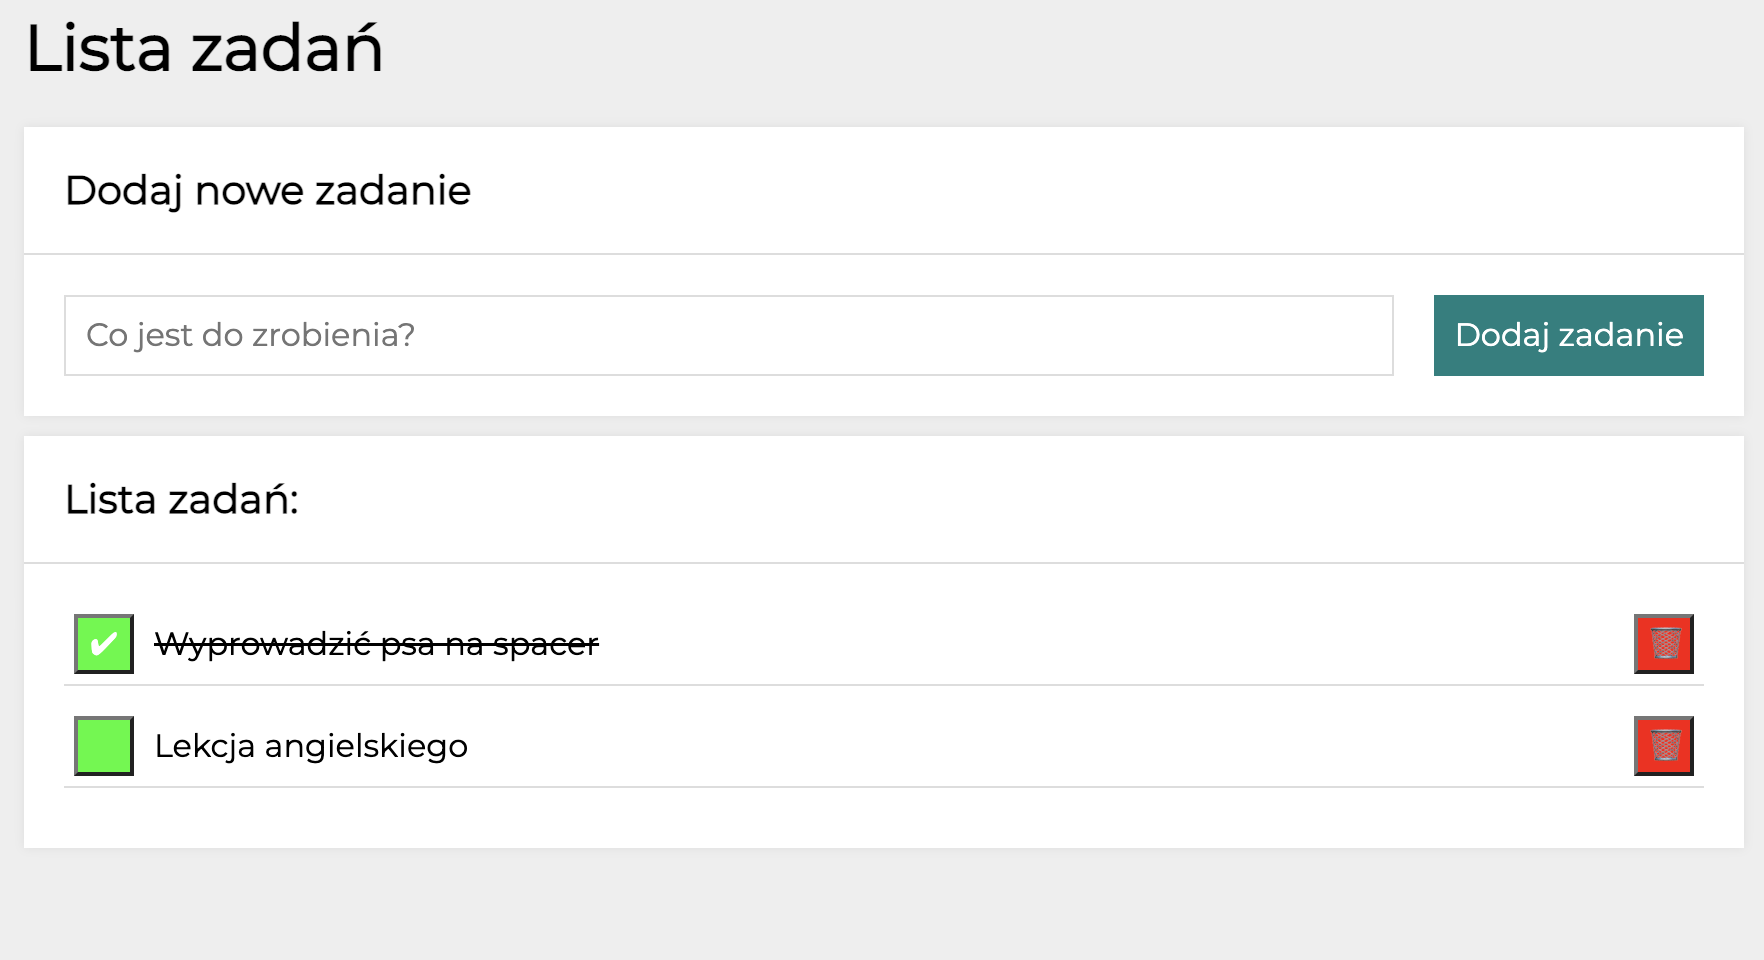 Lista zadań
Dodaj nowe zadanie
Co jest do zrobienia?
Dodaj zadanie
Lista zadań:
✔ Wyprowadzić psa na spacer
Lekcja angielskiego